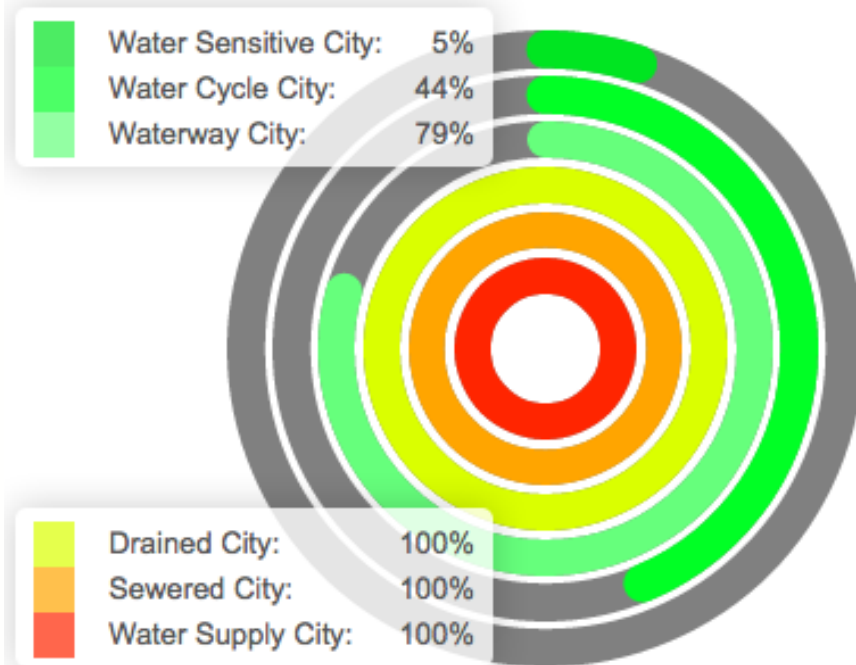 Water Sensitive City: 5%
Water Cycle City: 44%
Waterway City: 79%
Drained City: 100%
Sewered City: 100%
Water Supply City: 100%